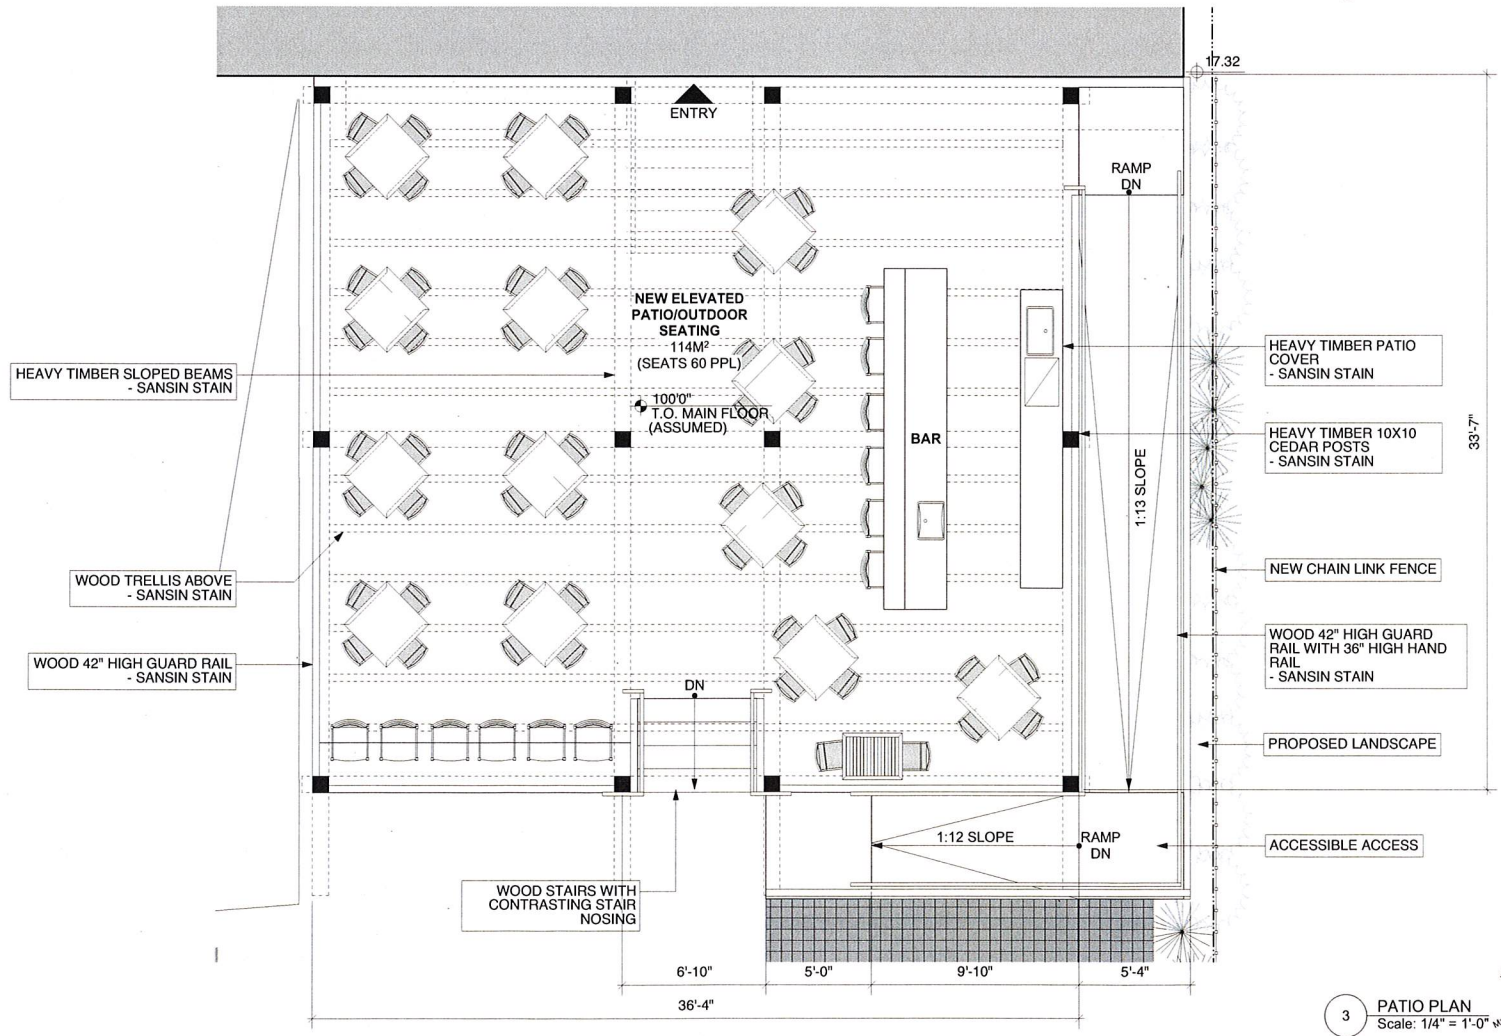 17.32
ENTRY
RAMP
DN
NEW ELEVATED
PATIO/OUTDOOR
SEATING
114M²
(SEATS 60 PPL)
100'0"
T.O. MAIN FLOOR
(ASSUMED)
HEAVY TIMBER SLOPED BEAMS
- SANSIN STAIN
BAR
1:13 SLOPE
HEAVY TIMBER PATIO
COVER
- SANSIN STAIN
HEAVY TIMBER 10X10
CEDAR POSTS
- SANSIN STAIN
33'-7"
WOOD TRELLIS ABOVE
- SANSIN STAIN
NEW CHAIN LINK FENCE
WOOD 42" HIGH GUARD RAIL
- SANSIN STAIN
WOOD 42" HIGH GUARD
RAIL WITH 36" HIGH HAND
RAIL
- SANSIN STAIN
DN
PROPOSED LANDSCAPE
1:12 SLOPE
RAMP
DN
ACCESSIBLE ACCESS
WOOD STAIRS WITH
CONTRASTING STAIR
NOSING
6'-10"
5'-0"
9'-10"
5'-4"
36'-4"
3
PATIO PLAN
Scale: 1/4" = 1'-0"